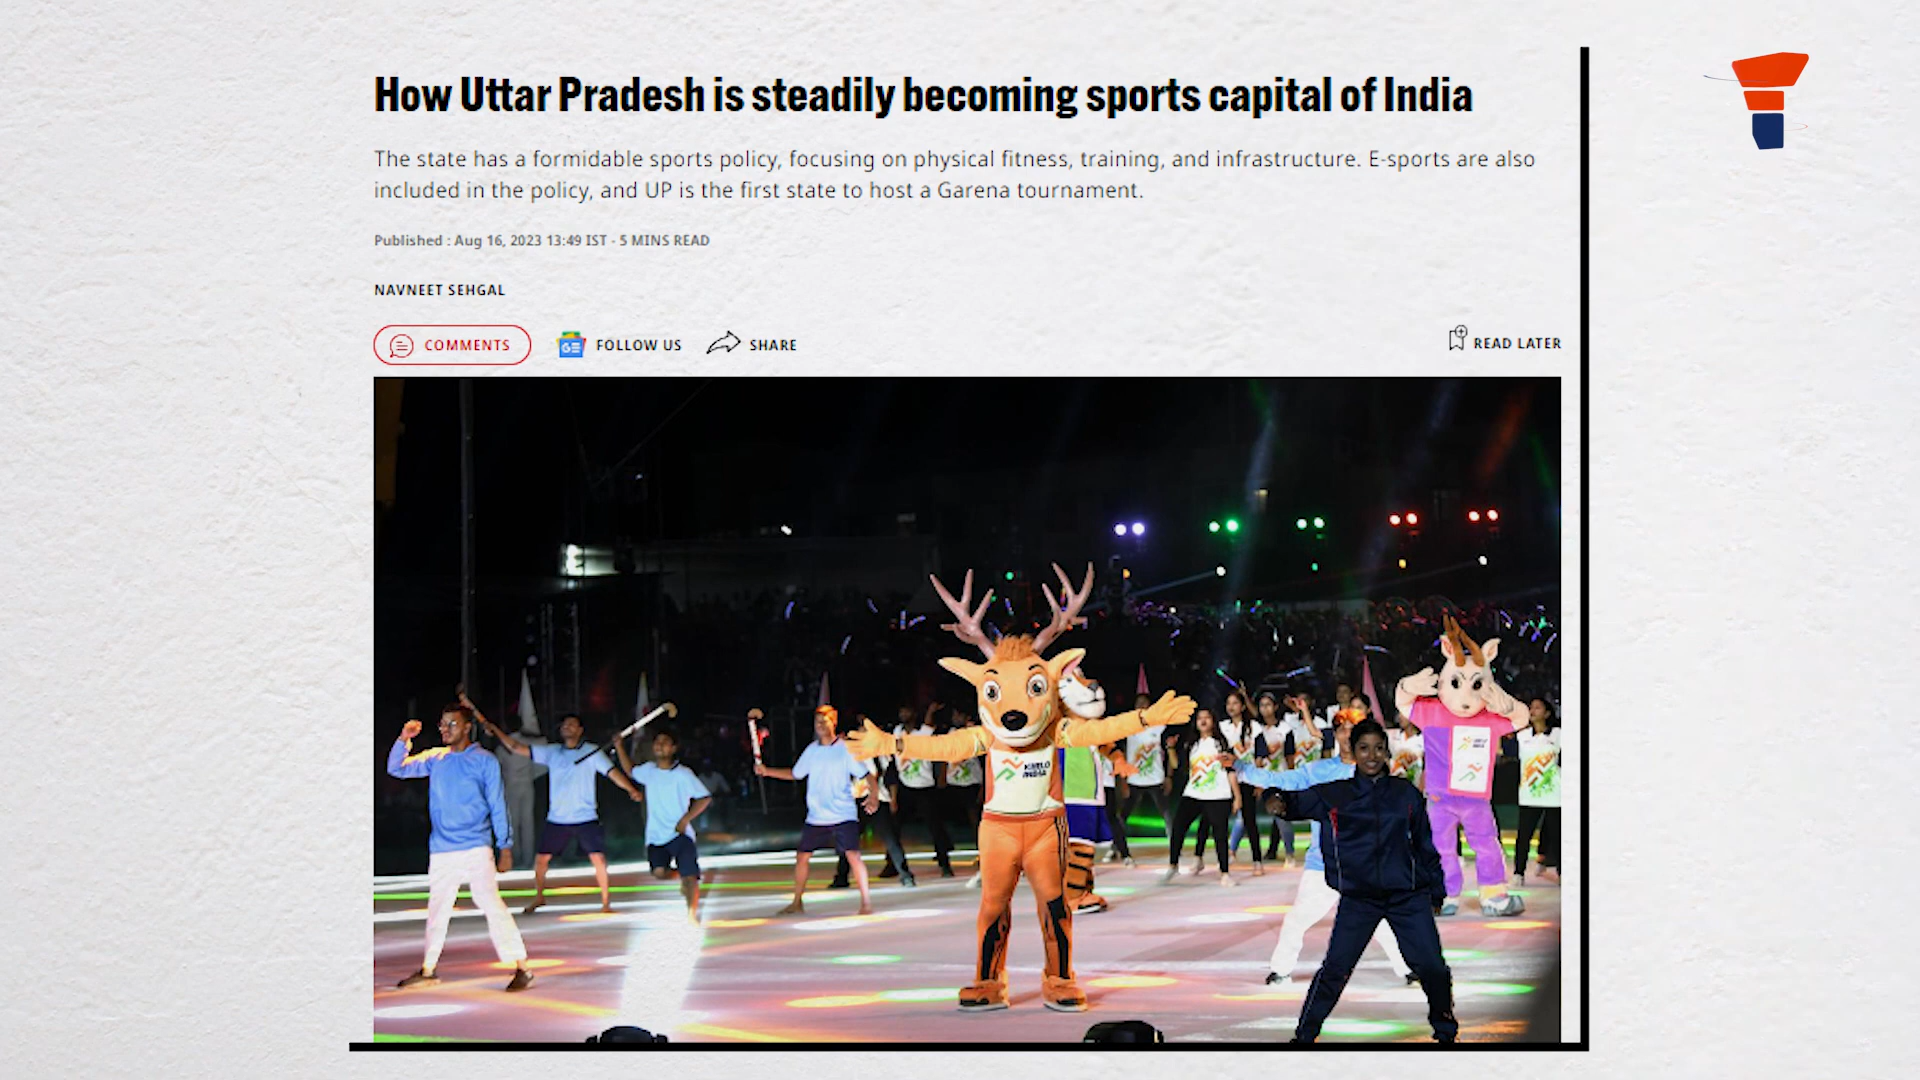 How Uttar Pradesh is steadily becoming sports capital of India
The state has a formidable sports policy, focusing on physical fitness, training, and infrastructure. E-sports are also
included in the policy, and UP is the first state to host a Garena tournament.
Published : Aug 16, 2023 13:49 IST - 5 MINS READ
NAVNEET SEHGAL
COMMENTS
FOLLOW US
SHARE
READ LATER
KHELO
INDIA